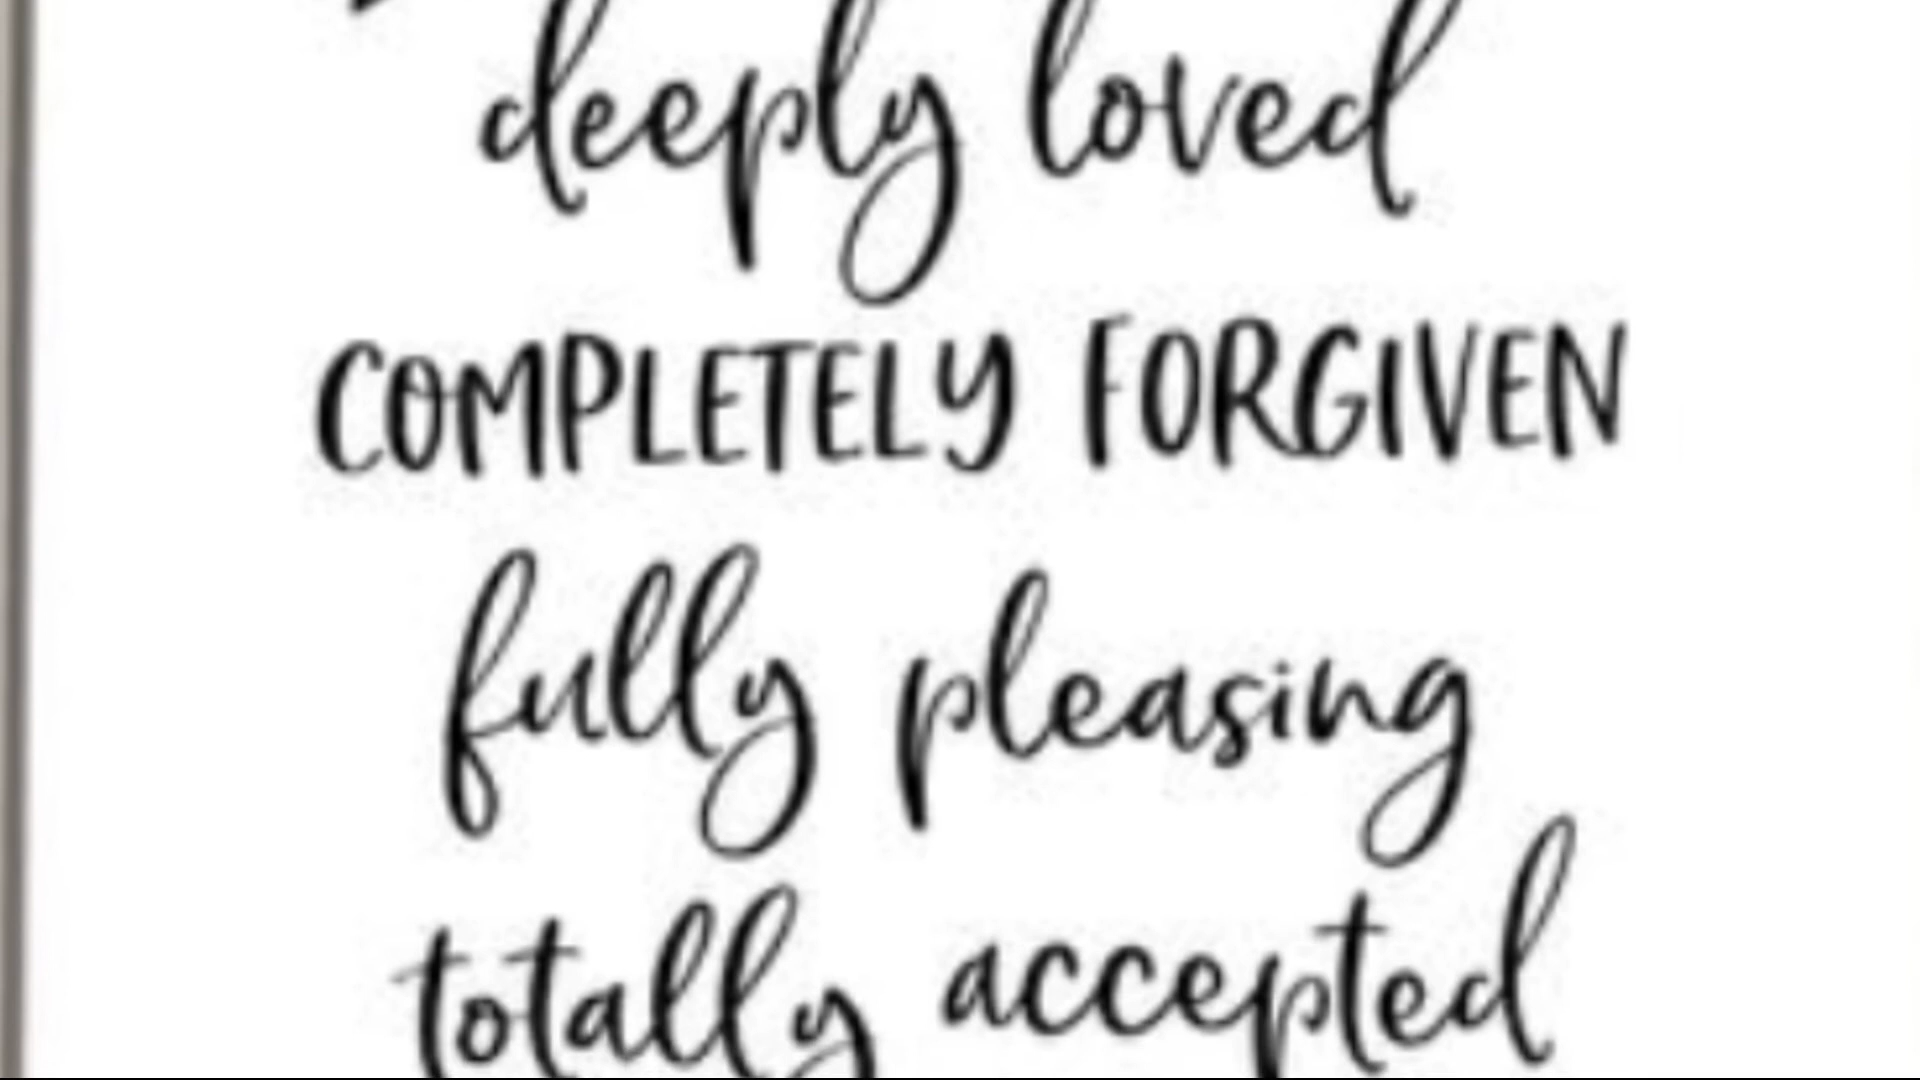 deeply loved
COMPLETELY FORGIVEN
fully pleasing
totally accepted